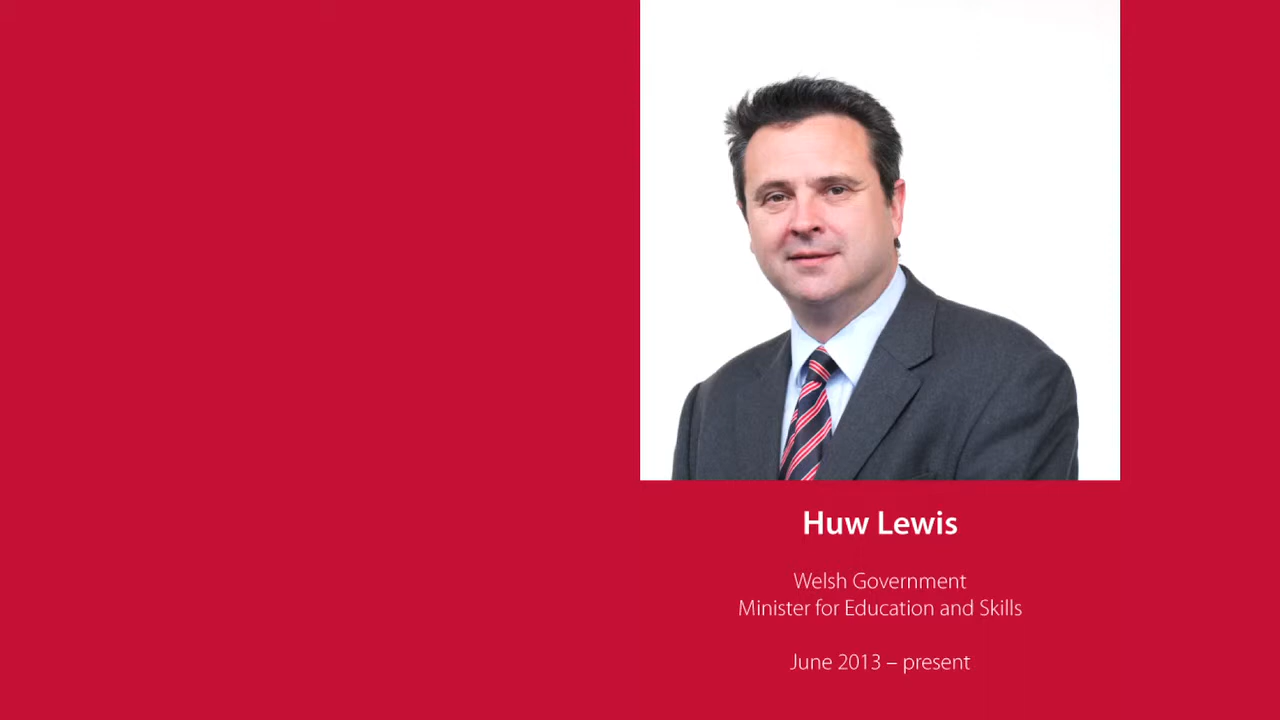 Huw Lewis
Welsh Government
Minister for Education and Skills
June 2013 – present